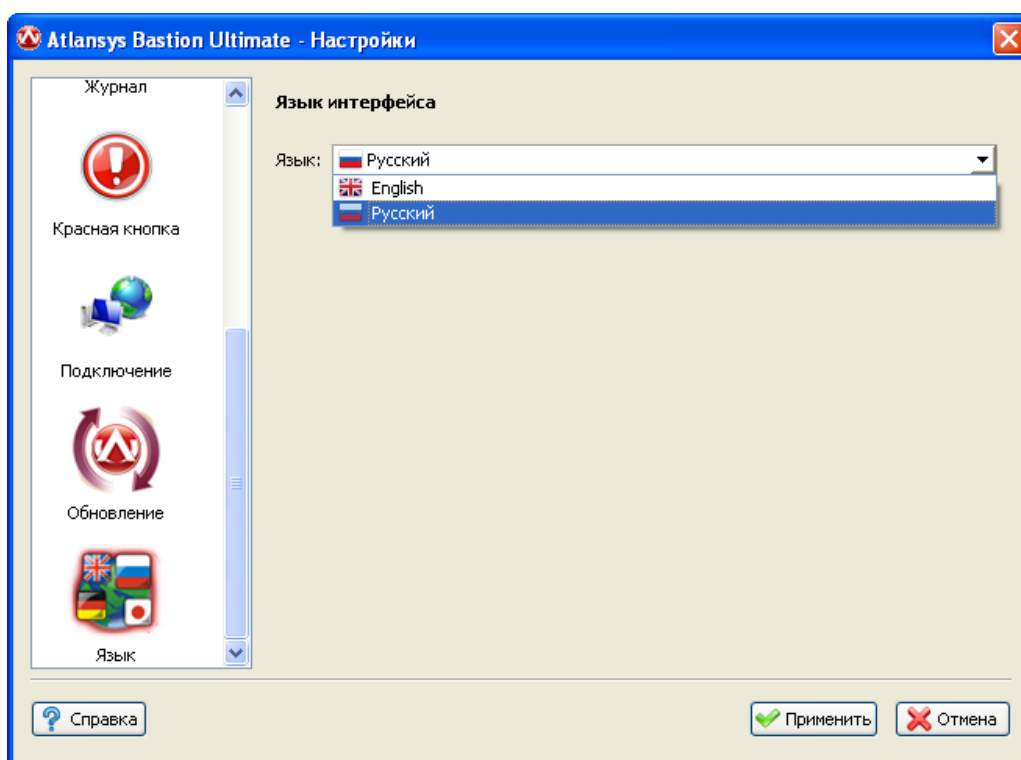 Atlansys Bastion Ultimate - Настройки
Журнал
Красная кнопка
Подключение
Обновление
Язык
Язык интерфейса
Язык: Русский
English
Русский
Справка
Применить
Отмена